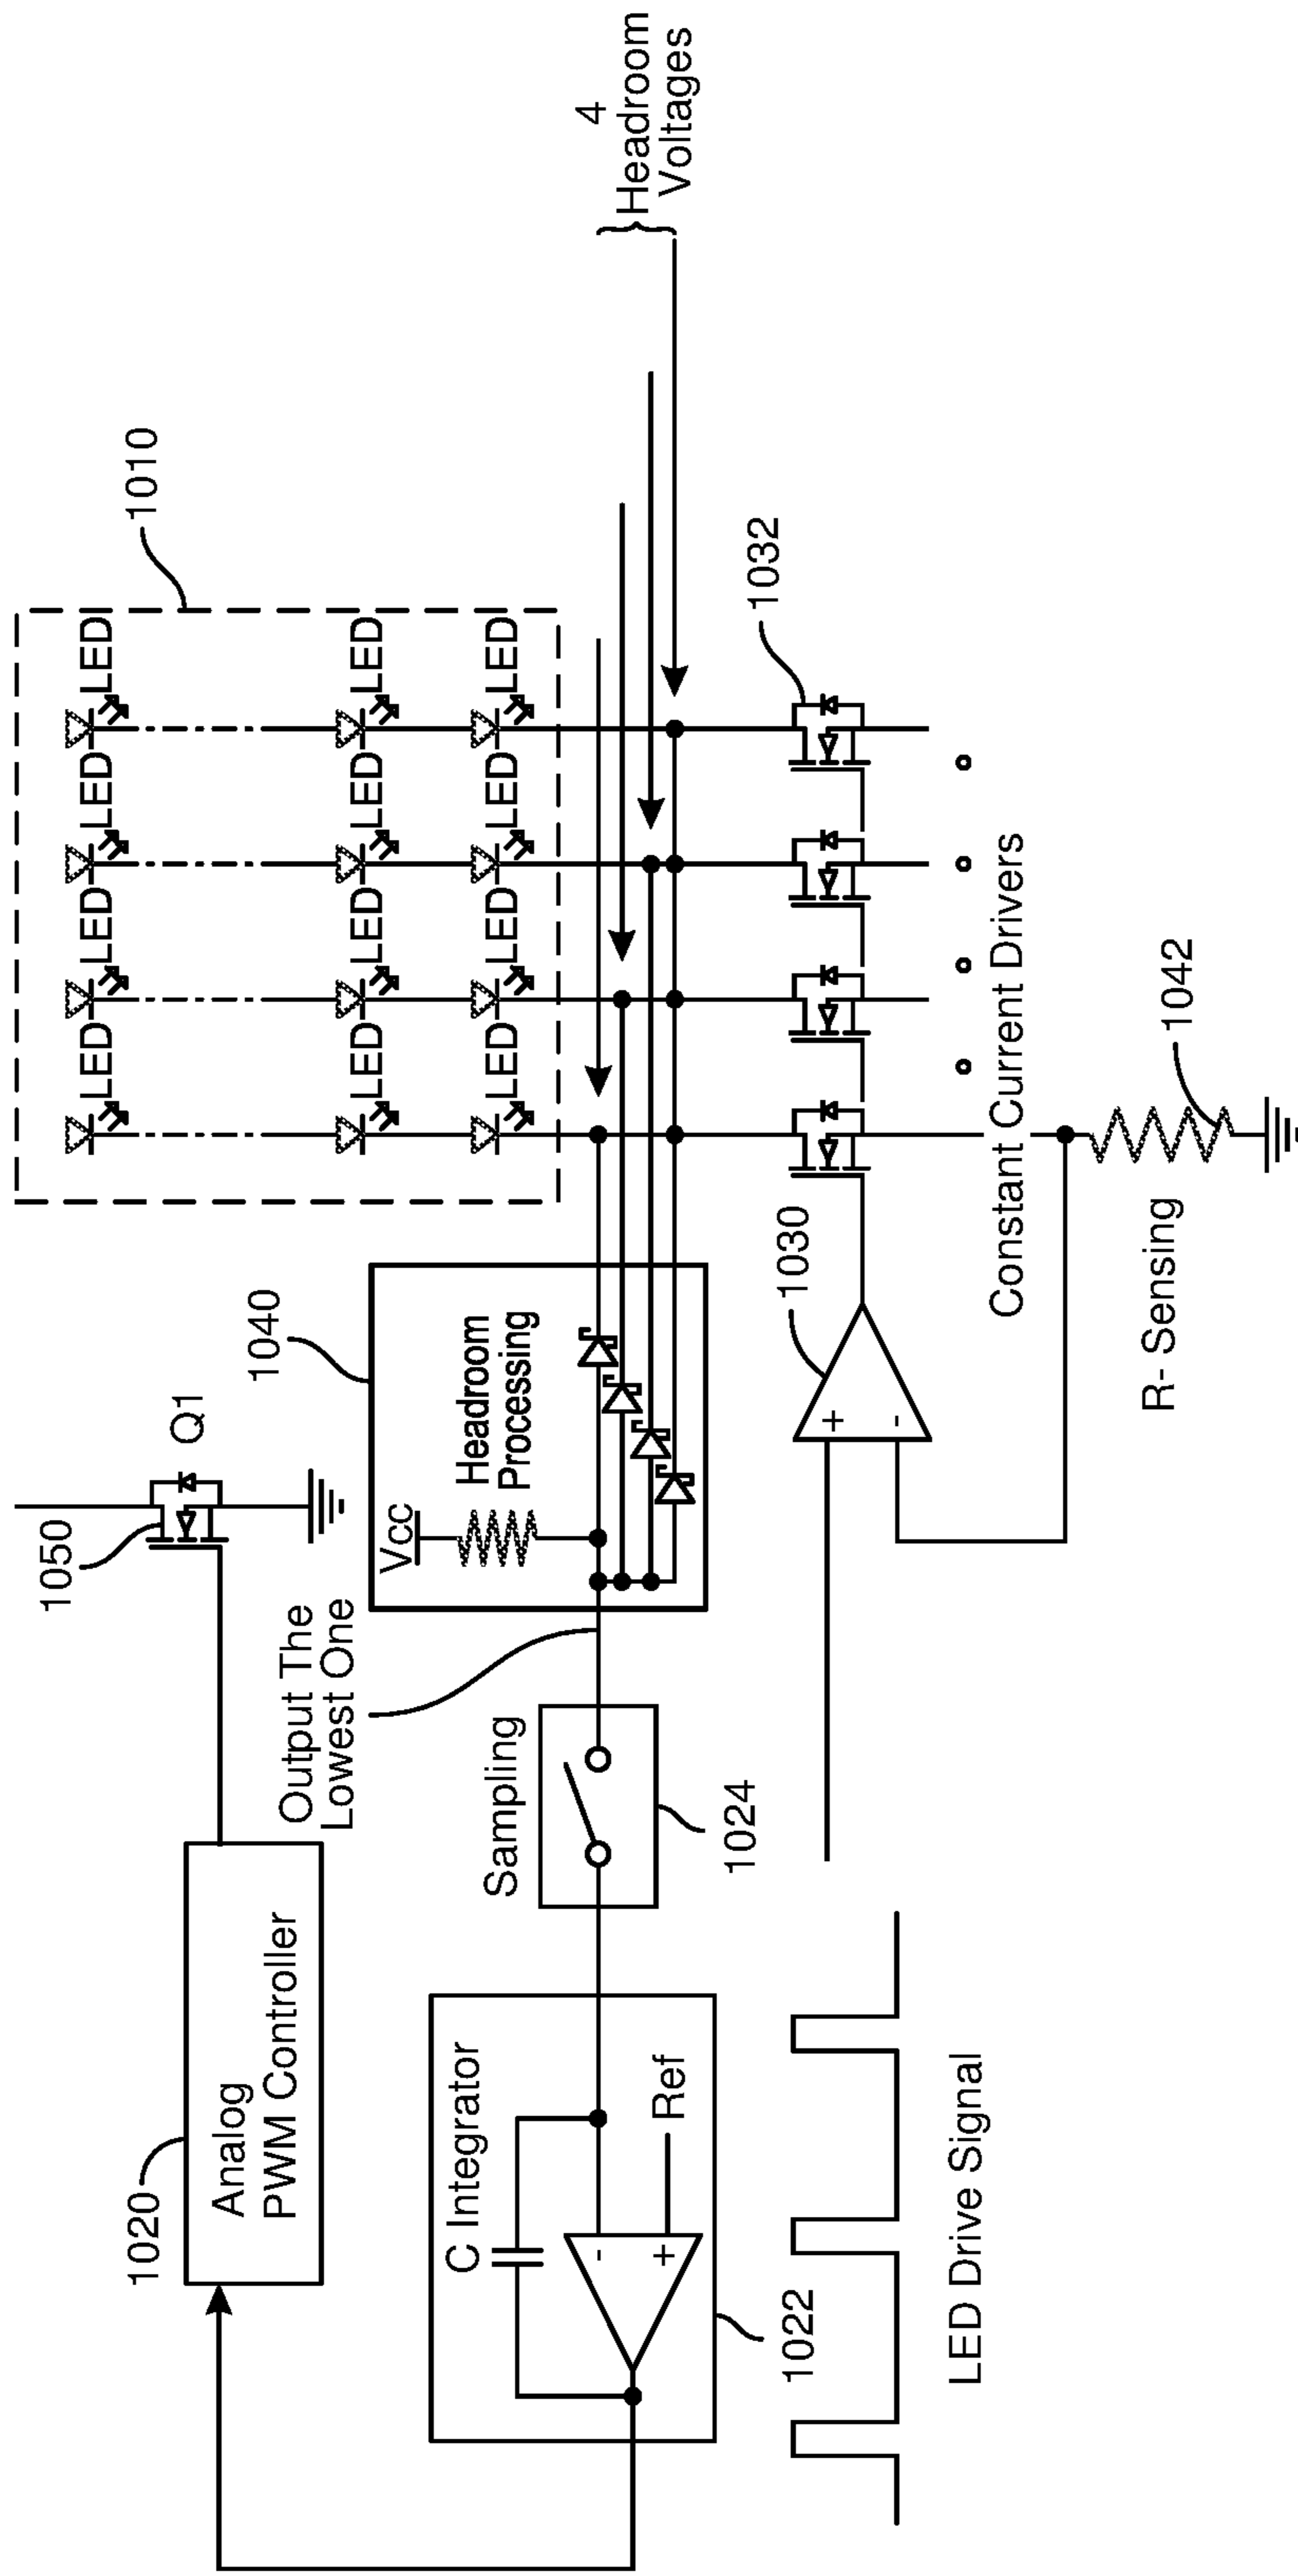 1020
Analog
PWM Controller
1050
Q1
Output The
Lowest One
1040
Vcc
Headroom
Processing
1010
LED
LED
LED
LED
LED
LED
LED
LED
LED
LED
LED
LED
4
Headroom
Voltages
C Integrator
-
+
Ref
1022
Sampling
1024
LED Drive Signal
1030
+
-
1032
Constant Current Drivers
R- Sensing
1042